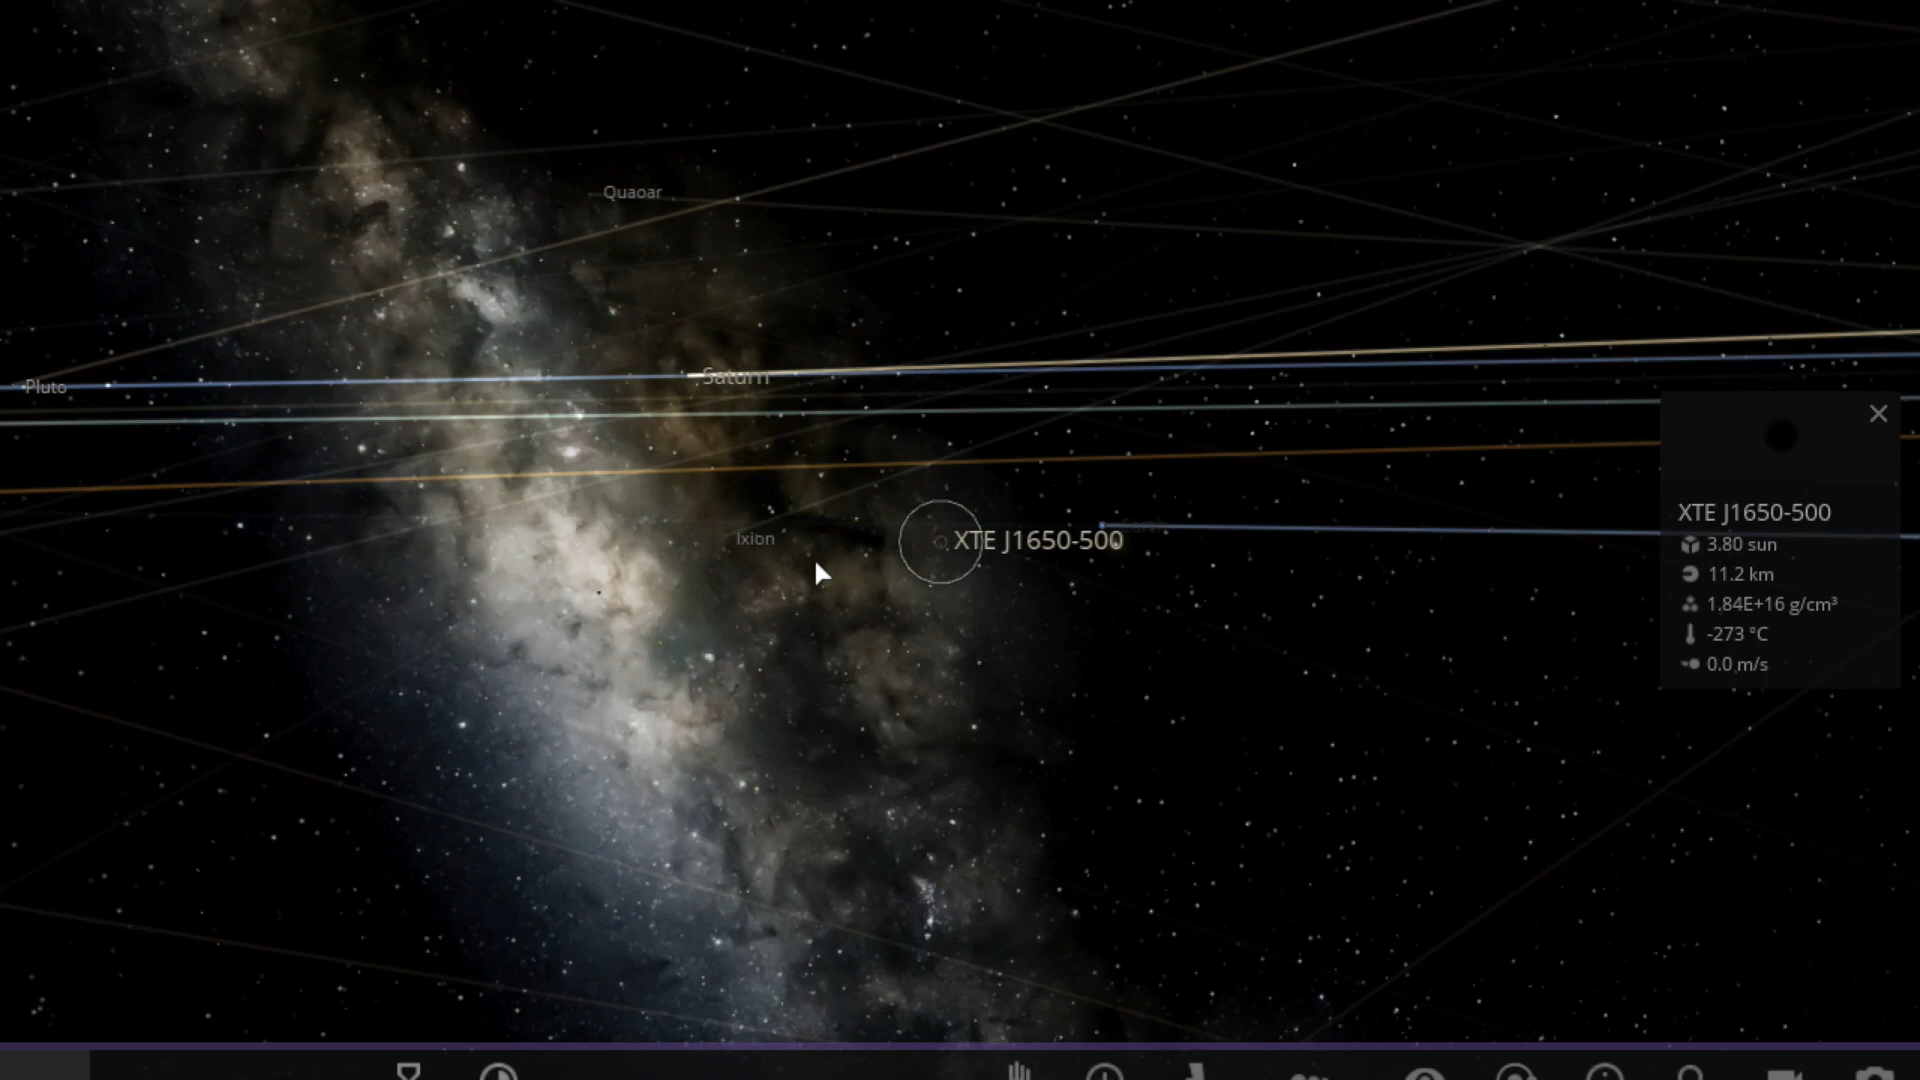 Quaoar
Saturn
Pluto
Ixion
XTE J1650-500
XTE J1650-500
3.80 sun
11.2 km
1.84E+16 g/cm³
-273 °C
0.0 m/s